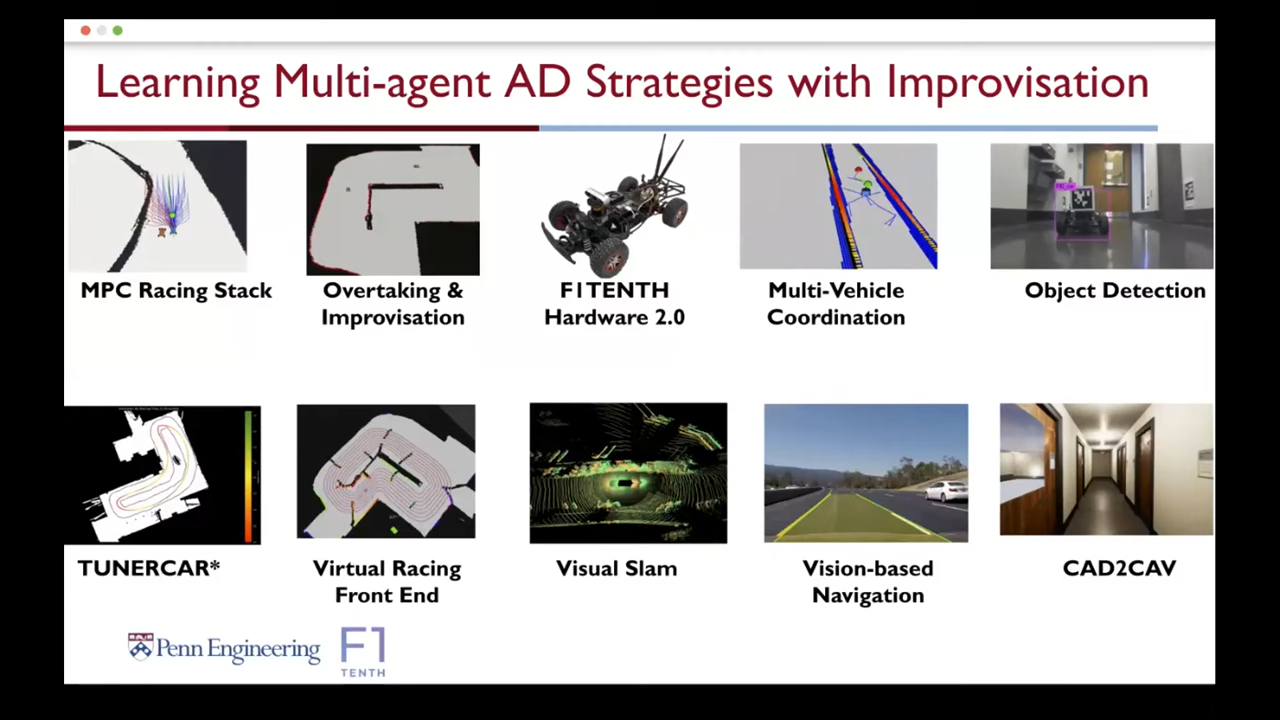 Learning Multi-agent AD Strategies with Improvisation
MPC Racing Stack
Overtaking &
Improvisation
F1TENTH
Hardware 2.0
Multi-Vehicle
Coordination
Object Detection
TUNERCAR*
Virtual Racing
Front End
Visual Slam
Vision-based
Navigation
CAD2CAV
Penn Engineering
F1
TENTH